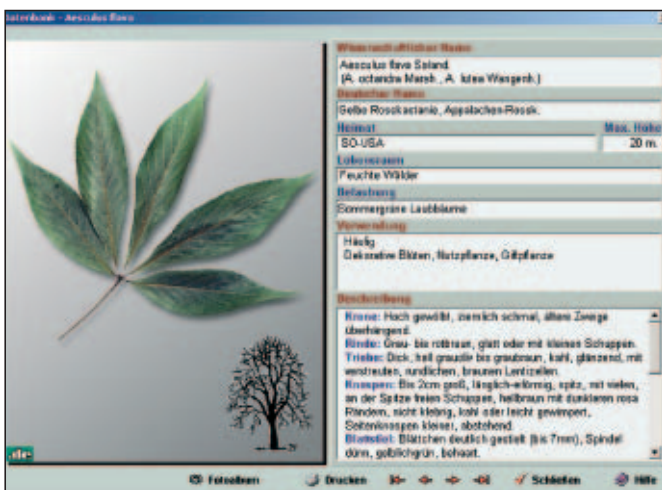 Datenbank - Aesculus flava
Wissenschaftlicher Name
Aesculus flava Soland.
(A. octandra Marsh., A. lutea Wangenh.)
Deutscher Name
Gelbe Rosskastanie, Appalachen-Rossk.
Heimat
Max. Höhe
SO-USA
20 m.
Lebensraum
Feuchte Wälder
Belaubung
Sommergrüne Laubbäume
Verwendung
Häufig
Dekorative Blüten, Nutzpflanze, Giftpflanze
Beschreibung
Krone: Hoch gewölbt, ziemlich schmal, ältere Zweige
überhängend.
Rinde: Grau- bis rotbraun, glatt oder mit kleinen Schuppen.
Triebe: Dick, hell graulila bis graubraun, kahl, glänzend, mit
verstreuten, rundlichen, braunen Lentizellen.
Knospen: Bis 2cm groß, länglich-eiförmig, spitz, mit vielen,
an der Spitze freien Schuppen, hellbraun mit dunkleren rosa
Rändern, nicht klebrig, kahl oder leicht gewimpert,
Seitenknospen kleiner, abstehend.
Blattstiel: Blättchen deutlich gestielt (bis 7mm), Spindel
dünn, gelblichgrün, behaart.
.de
Fotoalbum
Drucken
Schließen
Hilfe